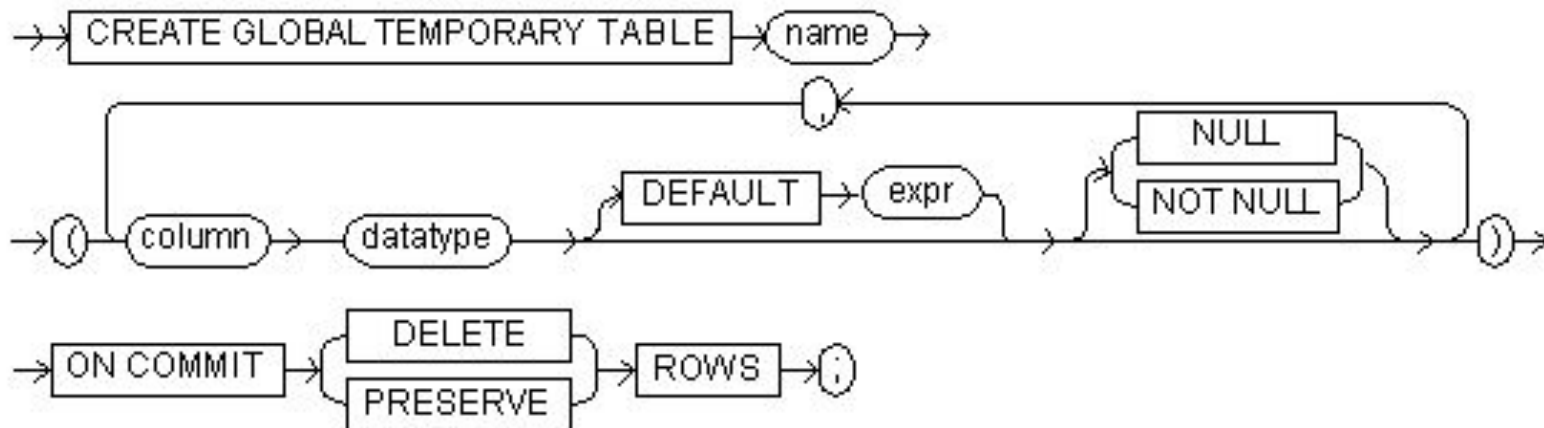 CREATE GLOBAL TEMPORARY TABLE name
,
NULL
DEFAULT expr
NOT NULL
( column datatype )
DELETE
ON COMMIT ROWS ;
PRESERVE